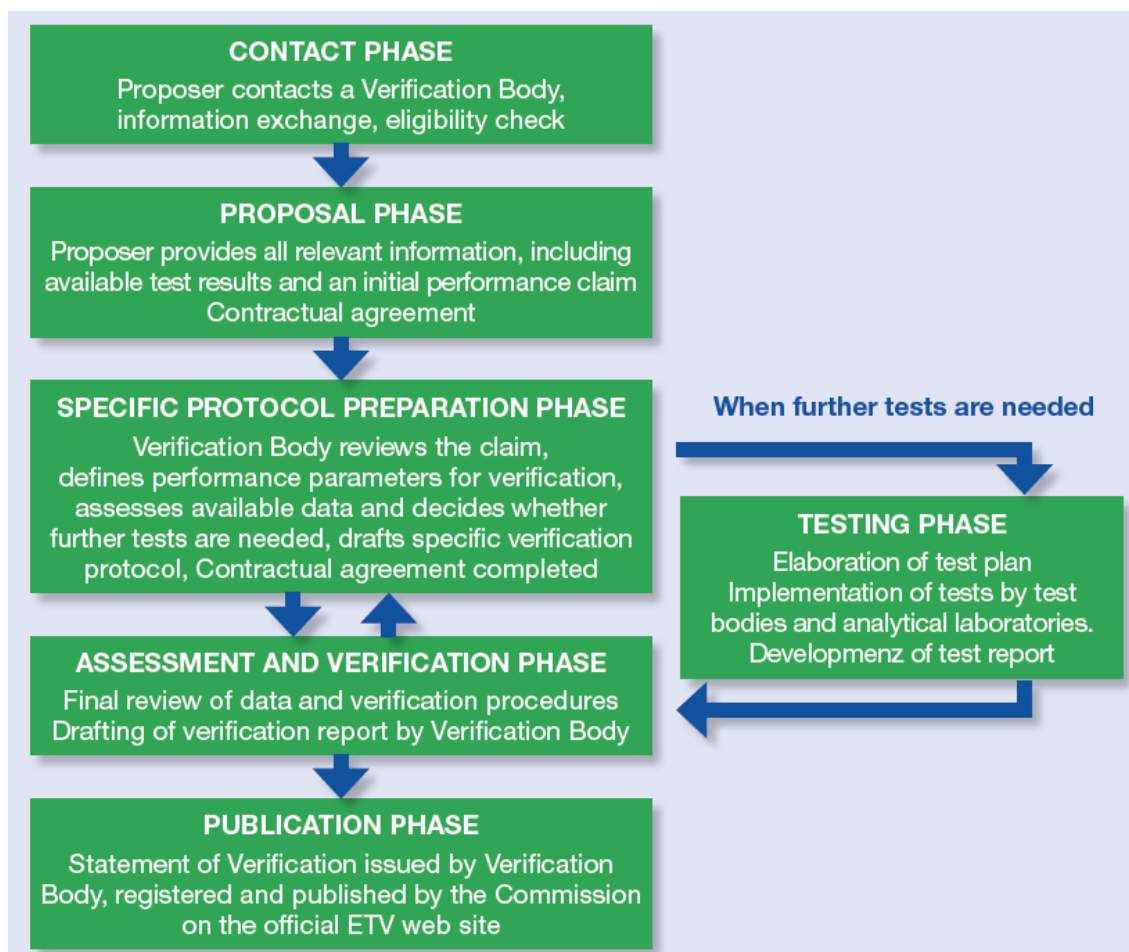 CONTACT PHASE
Proposer contacts a Verification Body,
information exchange, eligibility check
PROPOSAL PHASE
Proposer provides all relevant information, including
available test results and an initial performance claim
Contractual agreement
SPECIFIC PROTOCOL PREPARATION PHASE
Verification Body reviews the claim,
defines performance parameters for verification,
assesses available data and decides whether
further tests are needed, drafts specific verification
protocol, Contractual agreement completed
When further tests are needed
TESTING PHASE
Elaboration of test plan
Implementation of tests by test
bodies and analytical laboratories.
Developmenz of test report
ASSESSMENT AND VERIFICATION PHASE
Final review of data and verification procedures
Drafting of verification report by Verification Body
PUBLICATION PHASE
Statement of Verification issued by Verification
Body, registered and published by the Commission
on the official ETV web site